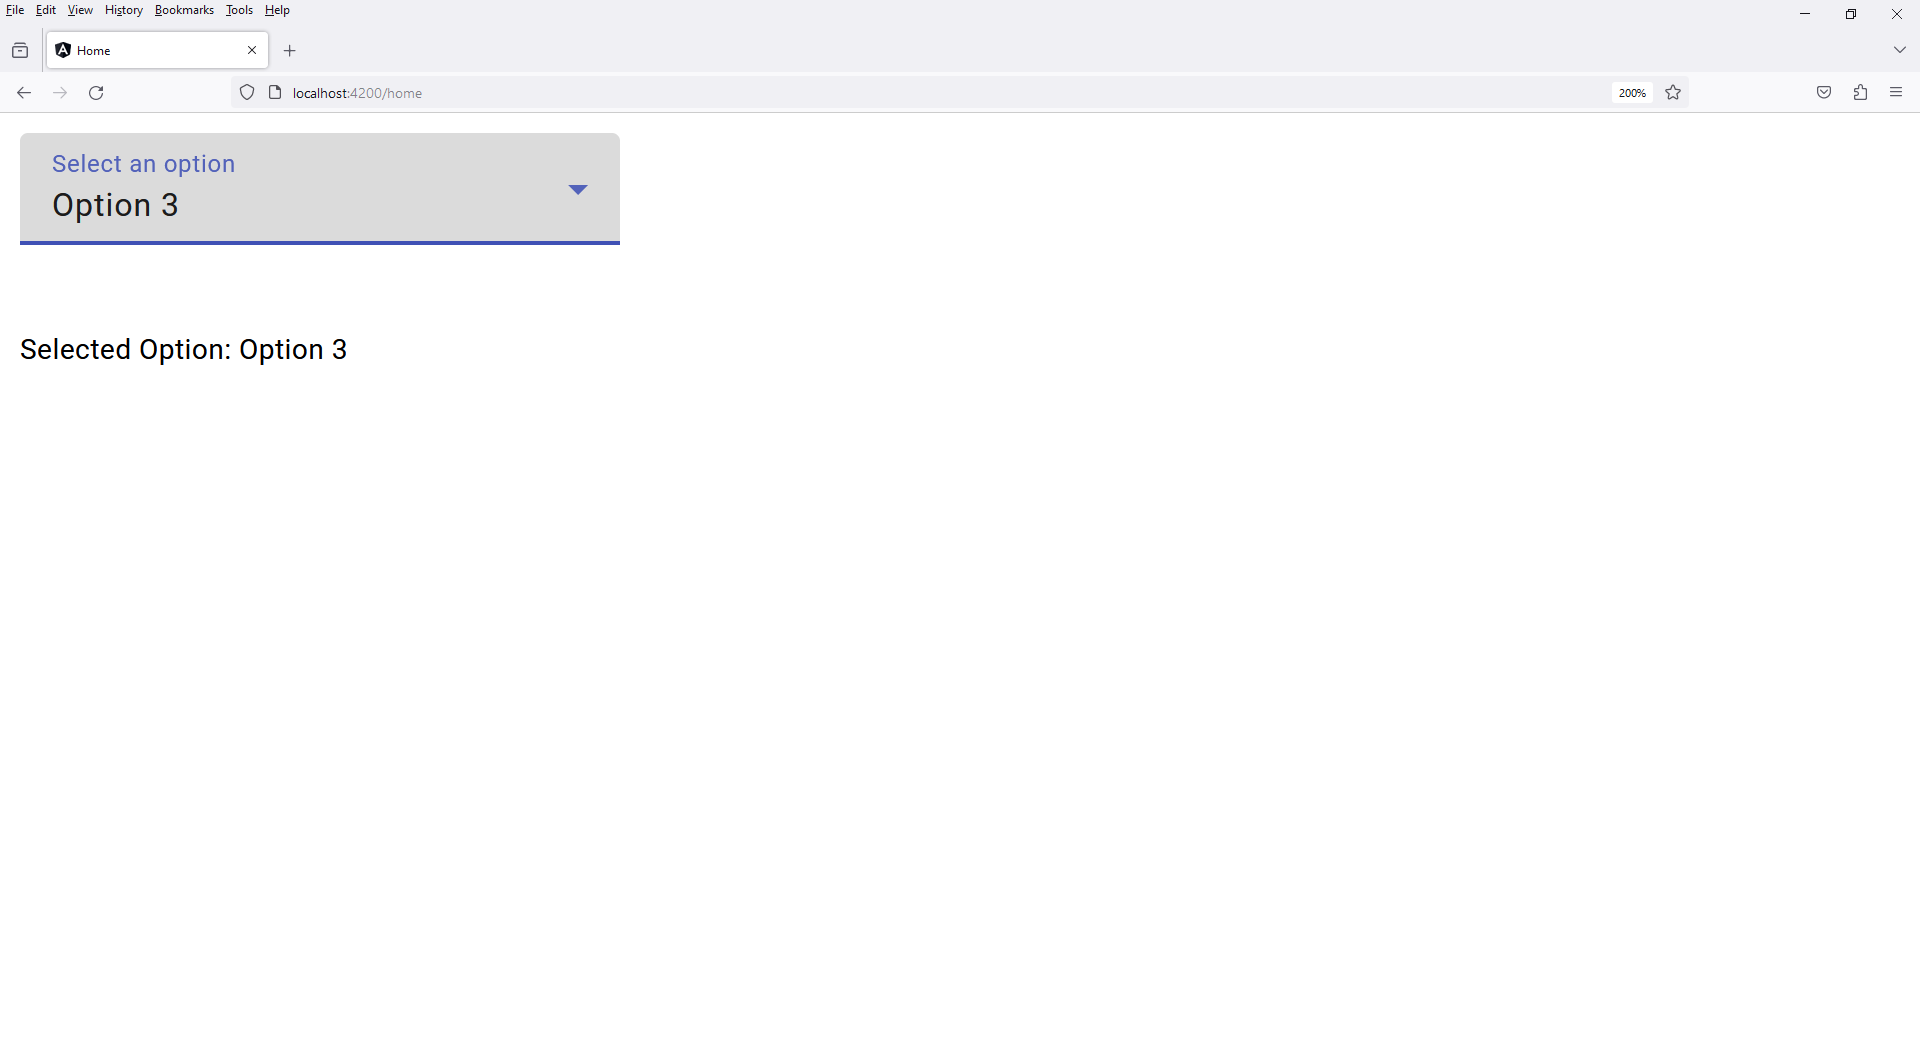 File Edit View History Bookmarks Tools Help
Home
localhost:4200/home
200%
Select an option
Option 3
Selected Option: Option 3